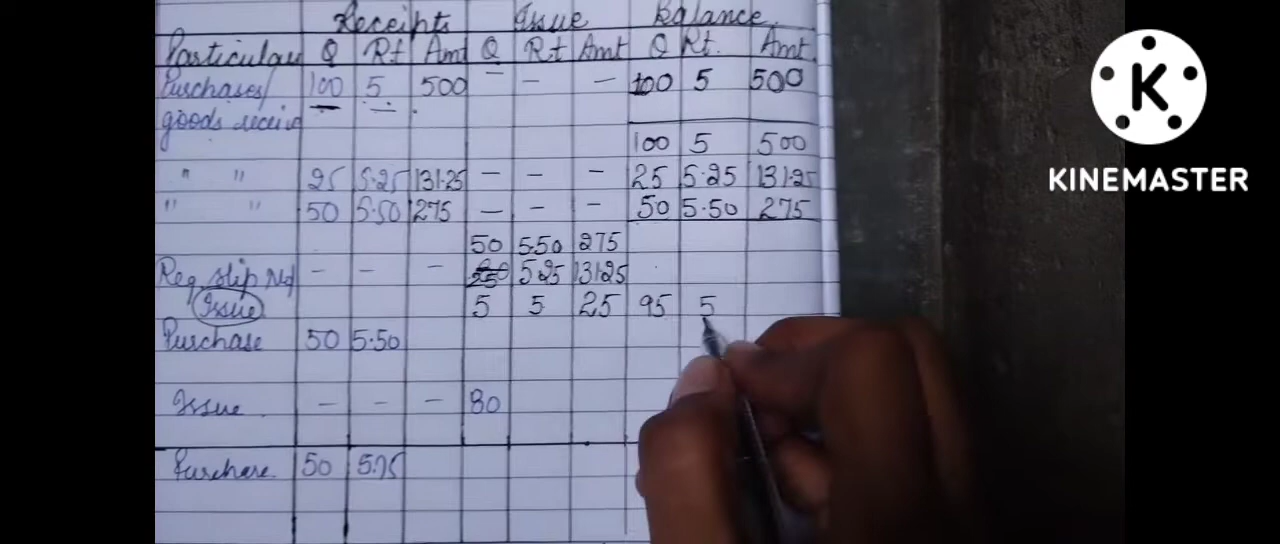 Receipts Issue Balance
Particulars Q Rt Amt Q Rt Amt Q Rt. Amt.
Purchases/ 100 5 500 - - - 100 5 500
goods receive
100 5 500
" " 25 5.25 131.25 - - - 25 5.25 131.25
" " 50 5.50 275 - - - 50 5.50 275
50 5.50 275
Req. slip - - - 25 5.25 131.25
Issue 5 5 25 95 5
Purchase 50 5.50
Issue. - - - 80
Purchase. 50 5.75
K
KINEMASTER